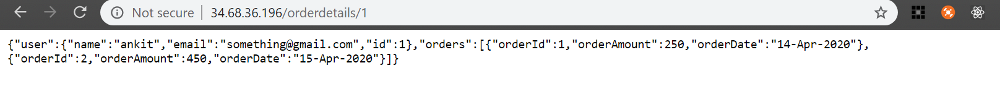 Not secure | 34.68.36.196/orderdetails/1
{"user":{"name":"ankit","email":"something@gmail.com","id":1},"orders":[{"orderId":1,"orderAmount":250,"orderDate":"14-Apr-2020"},
{"orderId":2,"orderAmount":450,"orderDate":"15-Apr-2020"}]}